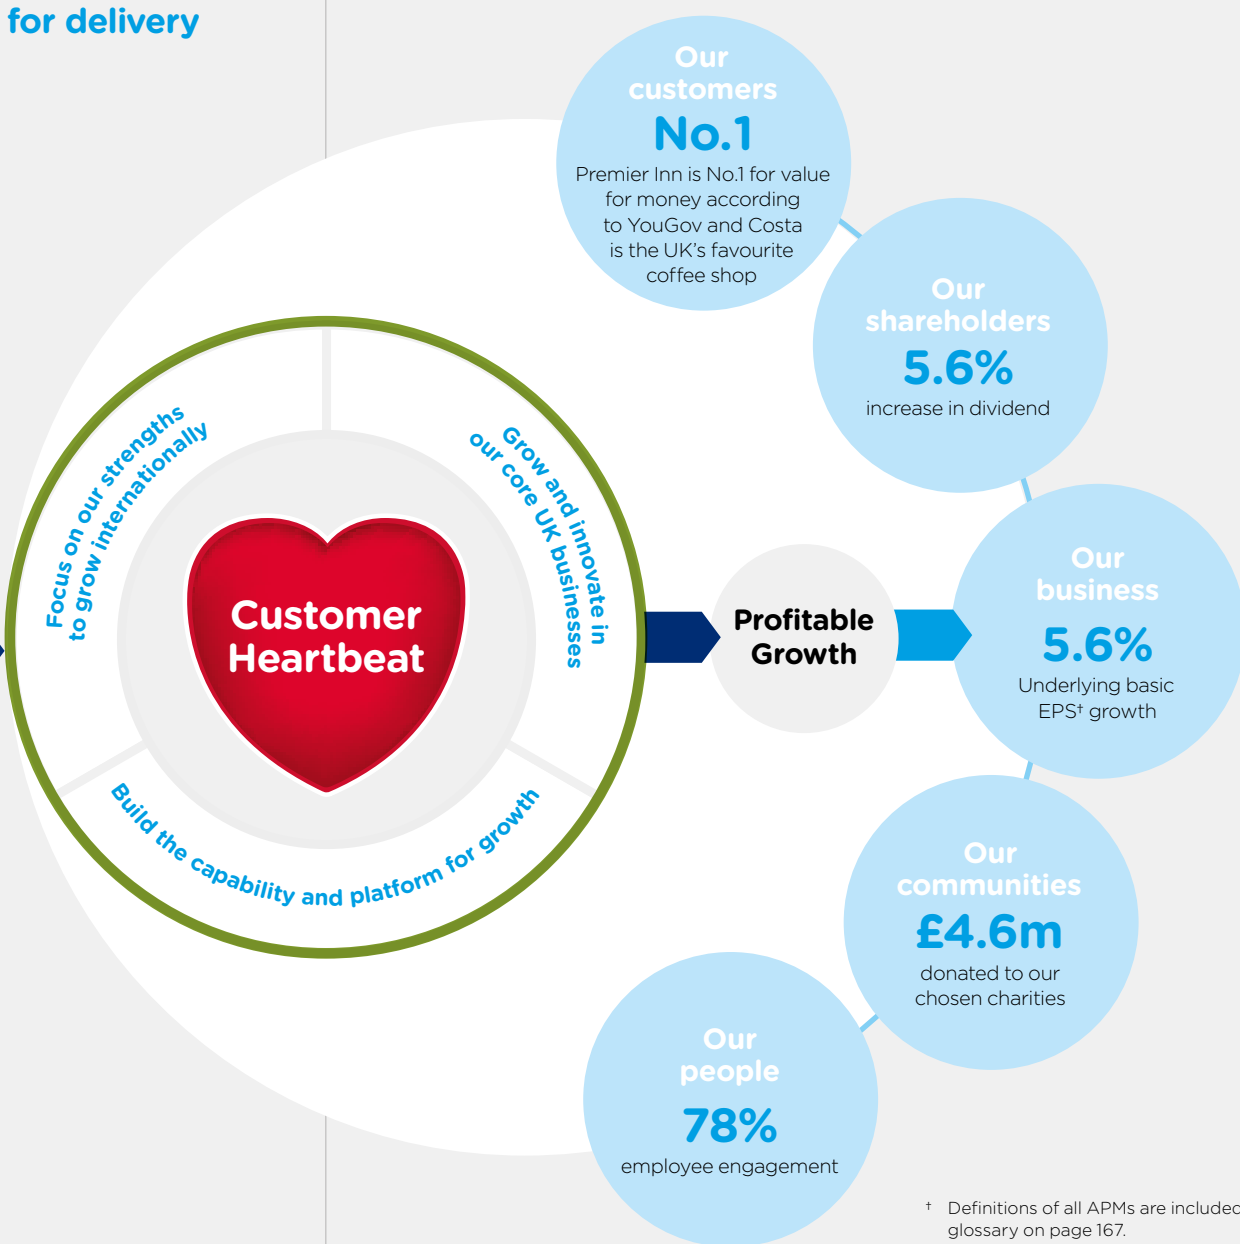 for delivery
Our
customers
No.1
Premier Inn is No.1 for value
for money according
to YouGov and Costa
is the UK's favourite
coffee shop
Our
shareholders
5.6%
increase in dividend
Focus on our strengths
to grow internationally
Grow and innovate in
our core UK businesses
Customer
Heartbeat
Build the capability and platform for growth
Profitable
Growth
Our
business
5.6%
Underlying basic
EPS† growth
Our
communities
£4.6m
donated to our
chosen charities
Our
people
78%
employee engagement
† Definitions of all APMs are included
glossary on page 167.